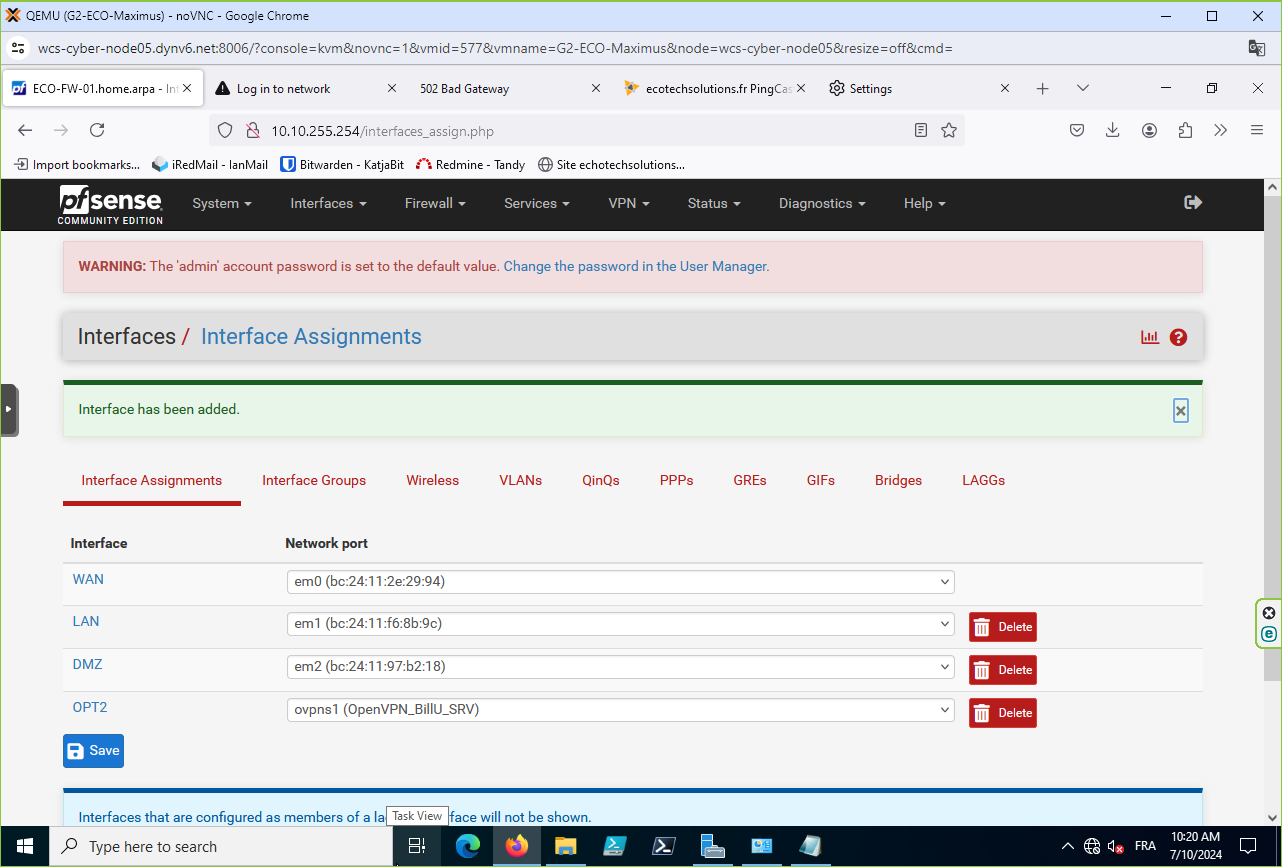 QEMU (G2-ECO-Maximus) - noVNC - Google Chrome
wcs-cyber-node05.dynv6.net:8006/?console=kvm&novnc=1&vmid=577&vmname=G2-ECO-Maximus&node=wcs-cyber-node05&resize=off&cmd=
ECO-FW-01.home.arpa - Int
Log in to network
502 Bad Gateway
ecotechsolutions.fr PingCas
Settings
10.10.255.254/interfaces_assign.php
Import bookmarks...
iRedMail - IanMail
Bitwarden - KatjaBit
Redmine - Tandy
Site echotechsolutions...
pfsense
COMMUNITY EDITION
System
Interfaces
Firewall
Services
VPN
Status
Diagnostics
Help
WARNING: The 'admin' account password is set to the default value. Change the password in the User Manager.
Interfaces / Interface Assignments
Interface has been added.
Interface Assignments
Interface Groups
Wireless
VLANs
QinQs
PPPs
GREs
GIFs
Bridges
LAGGs
Interface
Network port
WAN
em0 (bc:24:11:2e:29:94)
LAN
em1 (bc:24:11:f6:8b:9c)
Delete
DMZ
em2 (bc:24:11:97:b2:18)
Delete
OPT2
ovpns1 (OpenVPN_BillU_SRV)
Delete
Save
Interfaces that are configured as members of a la
rface will not be shown.
Task View
Type here to search
FRA
10:20 AM
7/10/2024